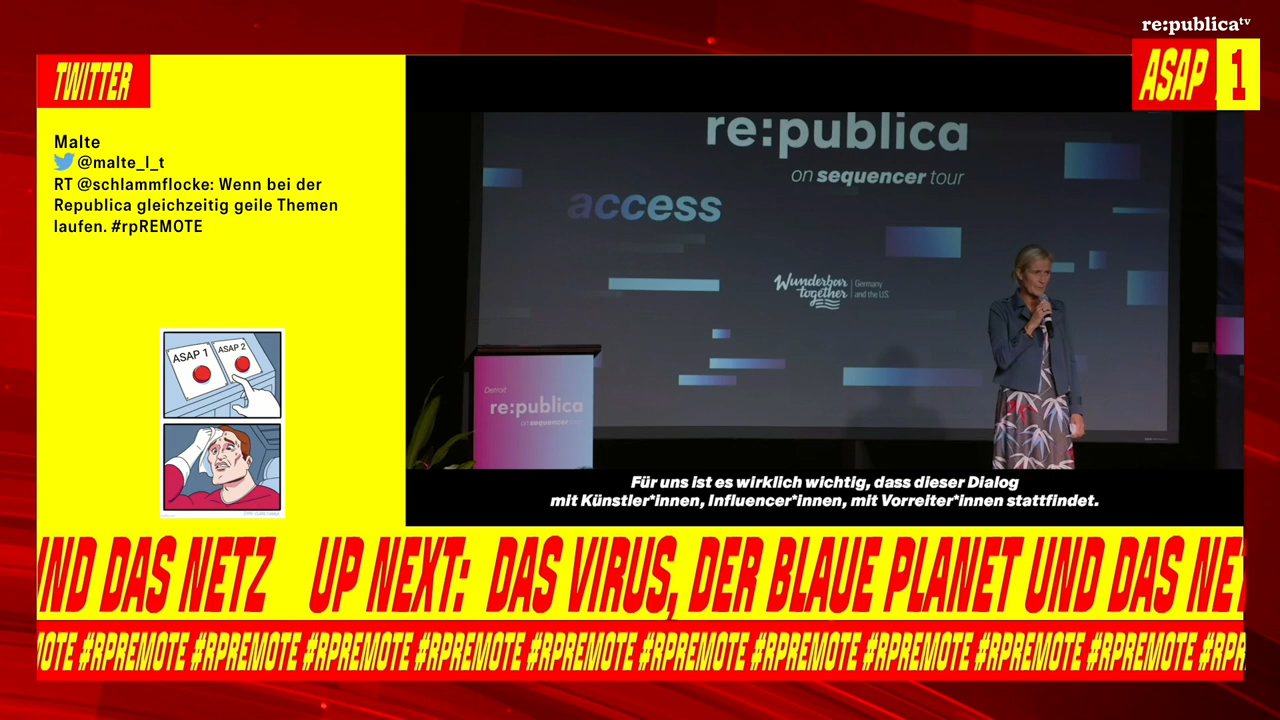 re:publica tv
ASAP 1
TWITTER
Malte
@malte_l_t
RT @schlammflocke: Wenn bei der
Republica gleichzeitig geile Themen
laufen. #rpREMOTE
ASAP 1
ASAP 2
re:publica
on sequencer tour
access
Wunderbar
together
Germany
and the U.S.
Detroit
re:publica
on sequencer tour
Für uns ist es wirklich wichtig, dass dieser Dialog
mit Künstler*innen, Influencer*innen, mit Vorreiter*innen stattfindet.
UND DAS NETZ UP NEXT: DAS VIRUS, DER BLAUE PLANET UND DAS NET
MOTE #RPREMOTE #RPREMOTE #RPREMOTE #RPREMOTE #RPREMOTE #RPREMOTE #RPREMOTE #RPREMOTE #RPREMOTE #RPREMOTE #RPR